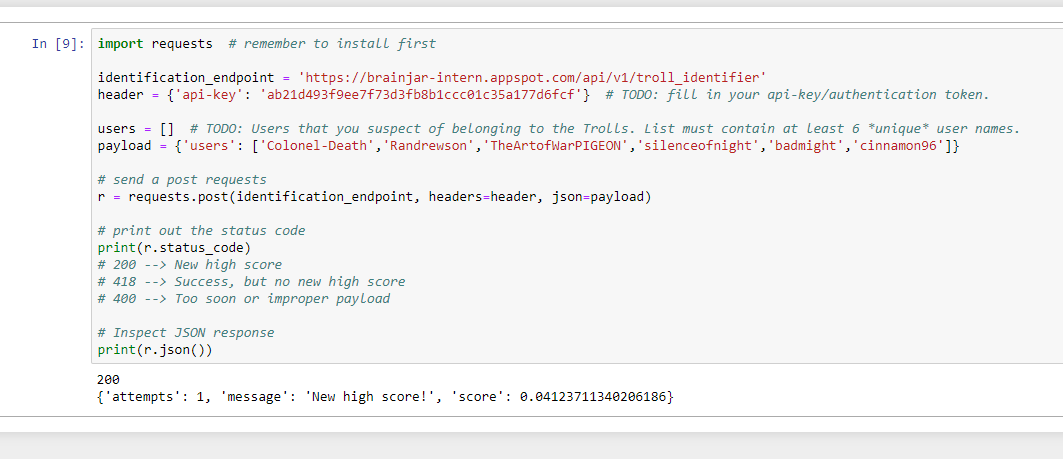 In [9]: import requests  # remember to install first
identification_endpoint = 'https://brainjar-intern.appspot.com/api/v1/troll_identifier'
header = {'api-key': 'ab21d493f9ee7f73d3fb8b1ccc01c35a177d6fcf'}  # TODO: fill in your api-key/authentication token.
users = []  # TODO: Users that you suspect of belonging to the Trolls. List must contain at least 6 *unique* user names.
payload = {'users': ['Colonel-Death','Randrewson','TheArtofWarPIGEON','silenceofnight','badmight','cinnamon96']}
# send a post requests
r = requests.post(identification_endpoint, headers=header, json=payload)
# print out the status code
print(r.status_code)
# 200 --> New high score
# 418 --> Success, but no new high score
# 400 --> Too soon or improper payload
# Inspect JSON response
print(r.json())
200
{'attempts': 1, 'message': 'New high score!', 'score': 0.04123711340206186}